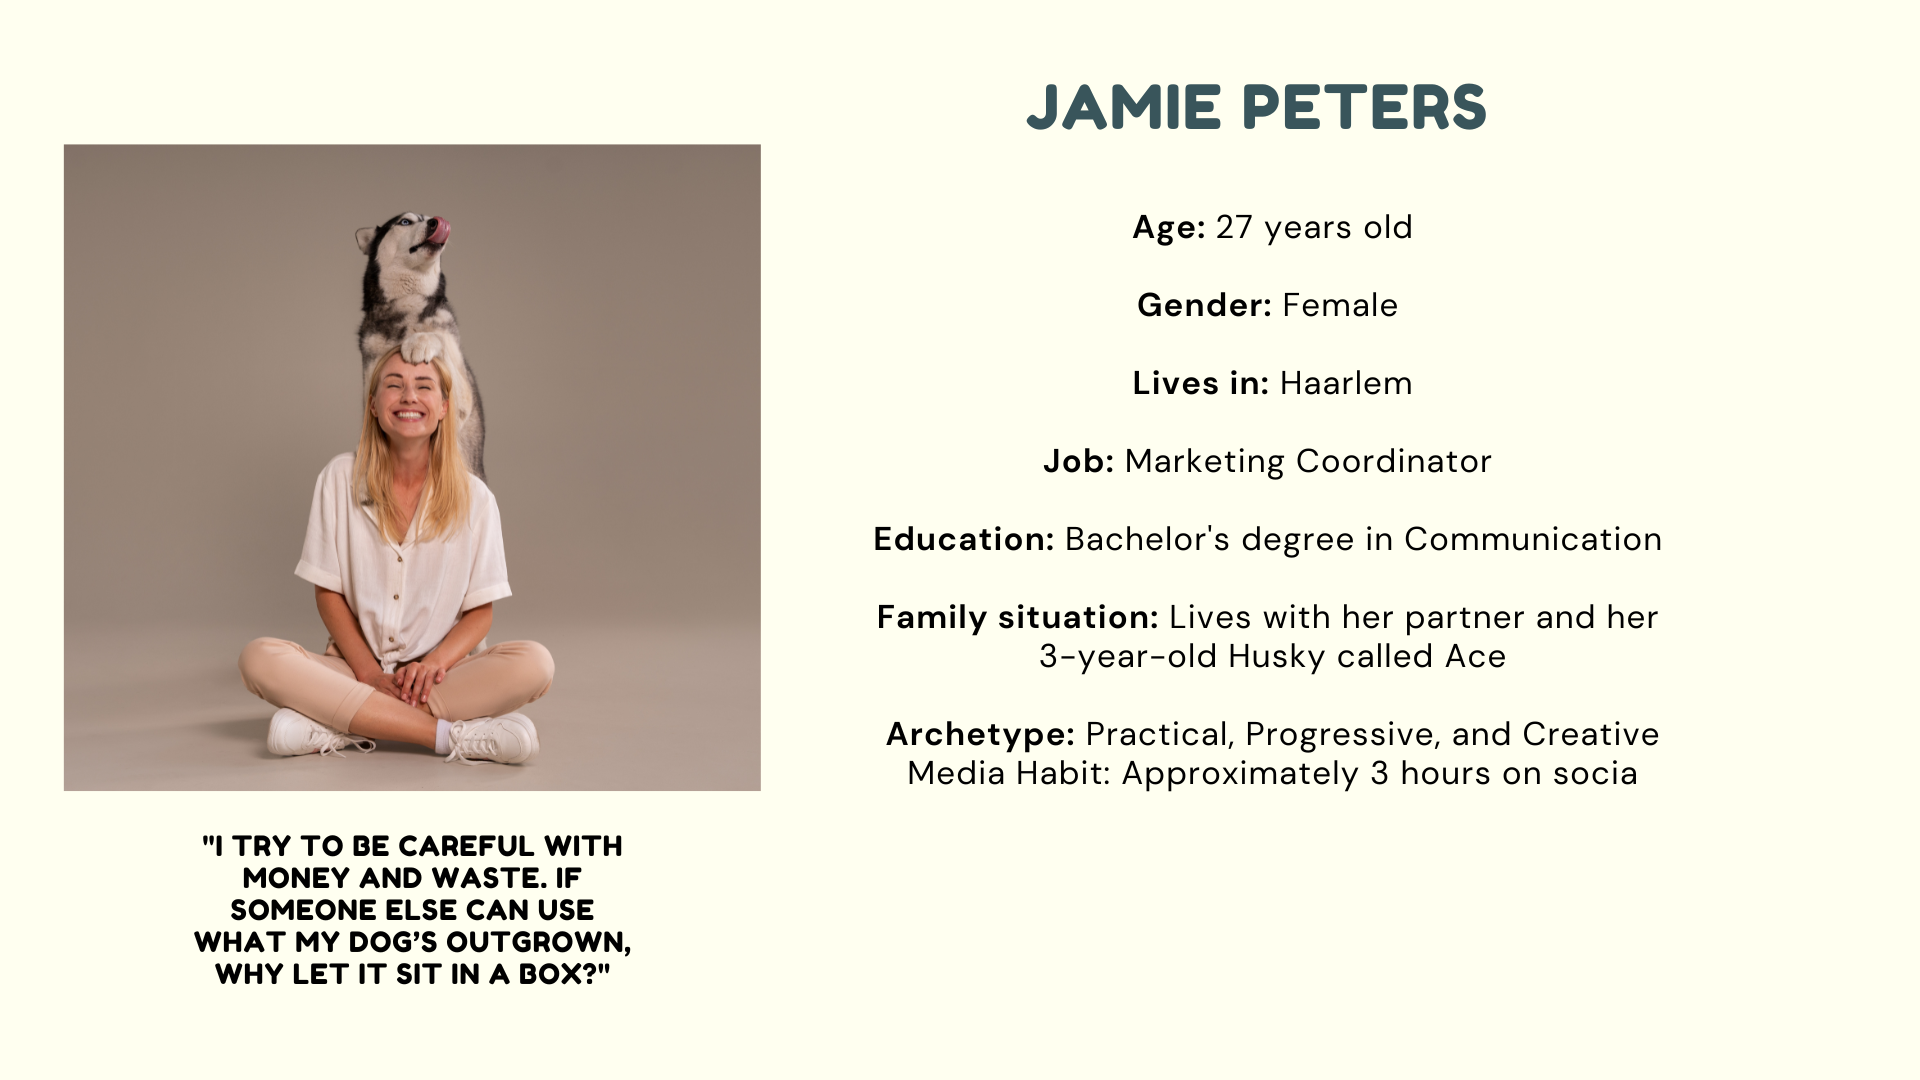 JAMIE PETERS
Age: 27 years old
Gender: Female
Lives in: Haarlem
Job: Marketing Coordinator
Education: Bachelor's degree in Communication
Family situation: Lives with her partner and her
3-year-old Husky called Ace
Archetype: Practical, Progressive, and Creative
Media Habit: Approximately 3 hours on socia
"I TRY TO BE CAREFUL WITH
MONEY AND WASTE. IF
SOMEONE ELSE CAN USE
WHAT MY DOG’S OUTGROWN,
WHY LET IT SIT IN A BOX?"